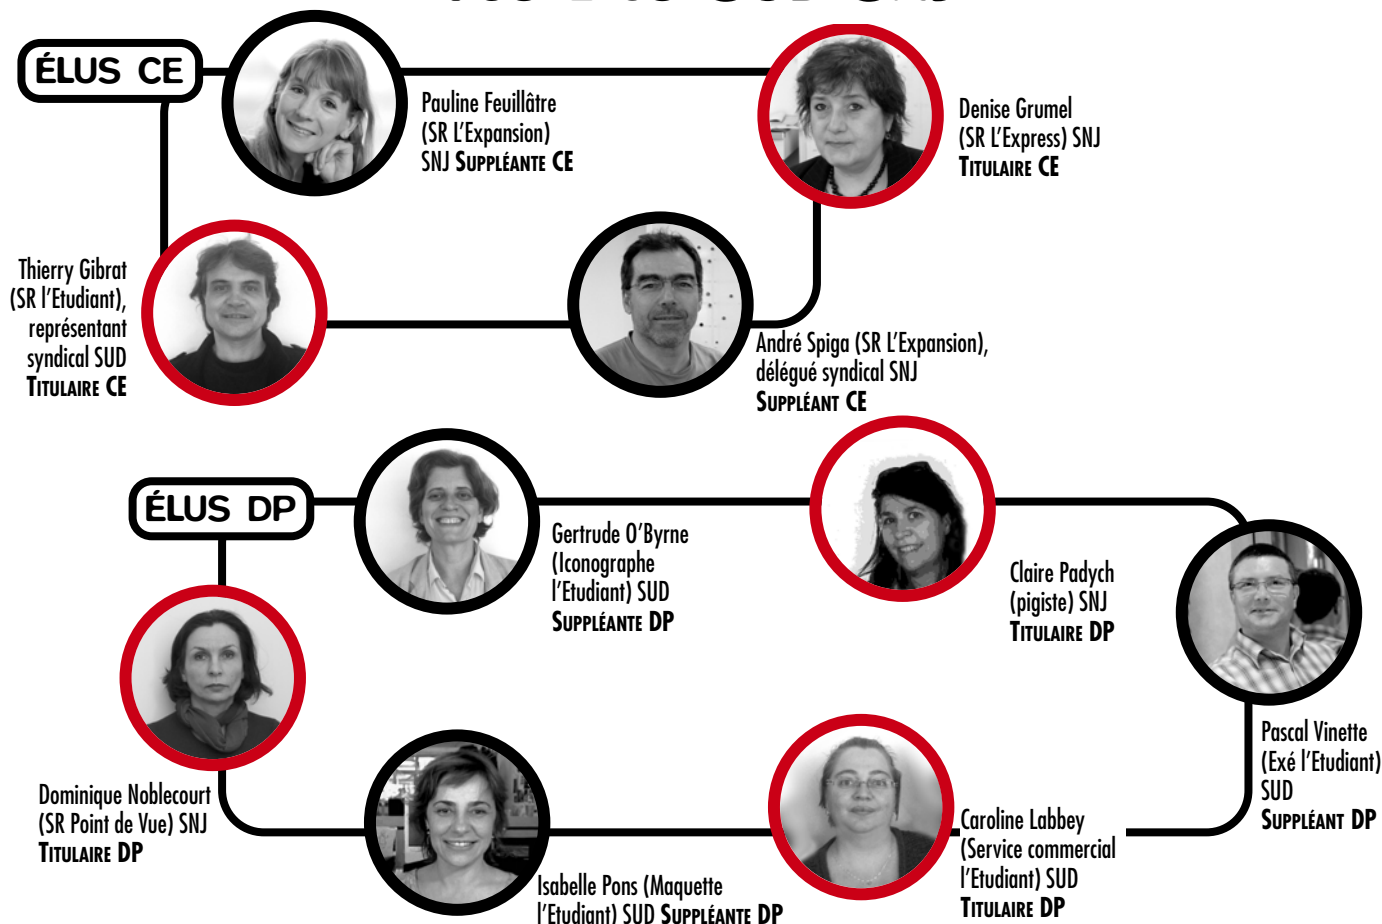 ÉLUS CE
Pauline Feuillâtre
(SR L'Expansion)
SNJ SUPPLÉANTE CE
Denise Grumel
(SR L'Express) SNJ
TITULAIRE CE
Thierry Gibrat
(SR l'Etudiant),
représentant
syndical SUD
TITULAIRE CE
André Spiga (SR L'Expansion),
délégué syndical SNJ
SUPPLÉANT CE
ÉLUS DP
Gertrude O'Byrne
(Iconographe
l'Etudiant) SUD
SUPPLÉANTE DP
Claire Padych
(pigiste) SNJ
TITULAIRE DP
Pascal Vinette
(Exé l'Etudiant)
SUD
SUPPLÉANT DP
Dominique Noblecourt
(SR Point de Vue) SNJ
TITULAIRE DP
Isabelle Pons (Maquette
l'Etudiant) SUD SUPPLÉANTE DP
Caroline Labbey
(Service commercial
l'Etudiant) SUD
TITULAIRE DP